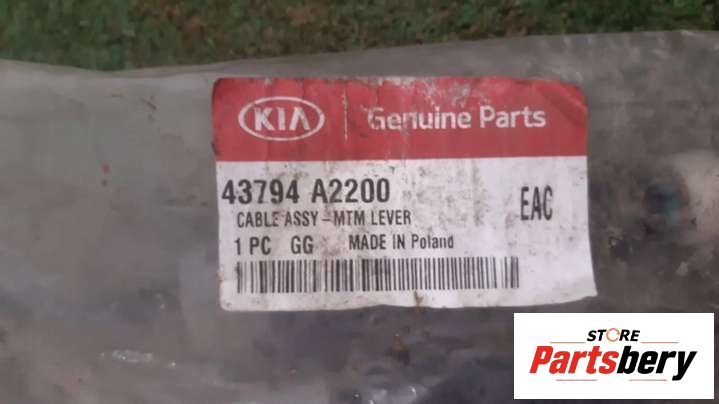 KIA Genuine Parts
43794 A2200
CABLE ASSY-MTM LEVER
EAC
1 PC GG MADE IN Poland
STORE
Partsbery